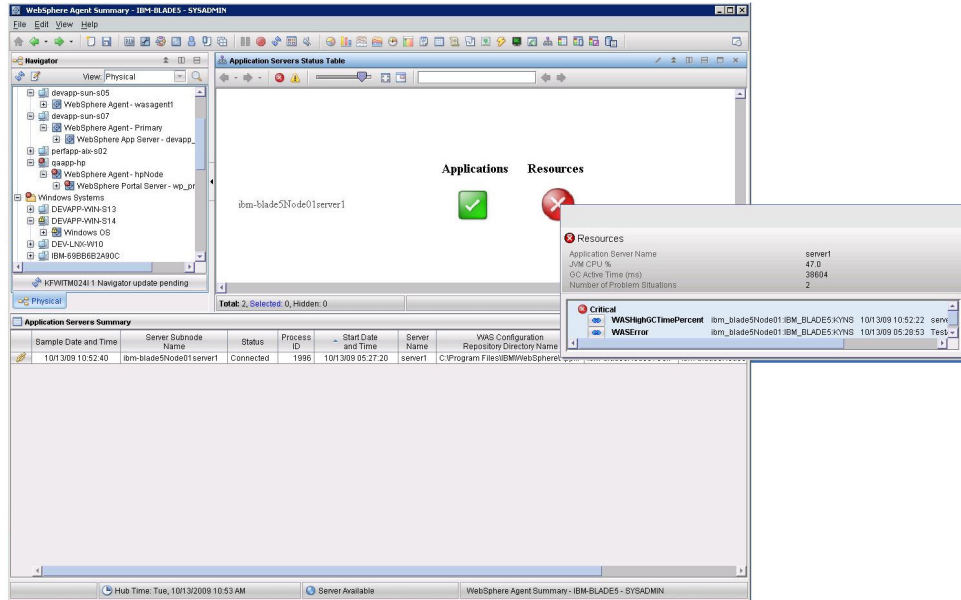 WebSphere Agent Summary - IBM-BLADE5 - SYSADMIN
File Edit View Help
Navigator
View: Physical
devapp-sun-s05
WebSphere Agent - wasagent1
devapp-sun-s07
WebSphere Agent - Primary
WebSphere App Server - devapp_
perfapp-aix-s02
qaapp-hp
WebSphere Agent - hpNode
WebSphere Portal Server - wp_pr
Windows Systems
DEVAPP-WIN-S13
DEVAPP-WIN-S14
Windows OS
DEV-LNX-W10
IBM-69BB6B2A90C
KFWITM024I 1 Navigator update pending
Physical
Application Servers Status Table
Applications Resources
ibm-blade5Node01server1
Total: 2, Selected: 0, Hidden: 0
Resources
Application Server Name server1
JVM CPU % 47.0
GC Active Time (ms) 38604
Number of Problem Situations 2
Critical
WASHighGCTimePercent ibm_blade5Node01:IBM_BLADE5:KYNS 10/13/09 10:52:22 serve
WASError ibm_blade5Node01:IBM_BLADE5:KYNS 10/13/09 05:28:53 Test
Application Servers Summary
Sample Date and Time Server Subnode Name Status Process ID Start Date and Time Server Name WAS Configuration Repository Directory Name
10/13/09 10:52:40 ibm-blade5Node01server1 Connected 1996 10/13/09 05:27:20 server1 C:\Program Files\IBM\WebSphere\
Hub Time: Tue, 10/13/2009 10:53 AM
Server Available
WebSphere Agent Summary - IBM-BLADE5 - SYSADMIN